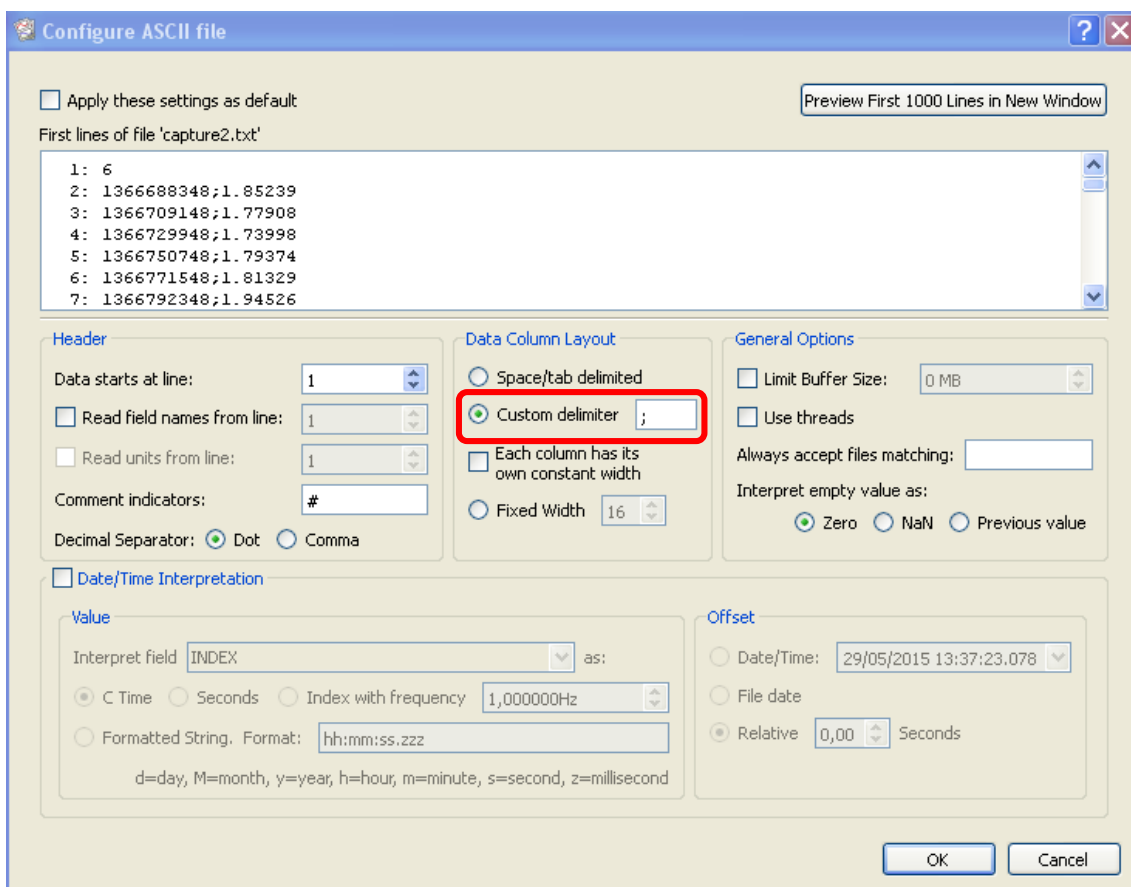 Configure ASCII file
Apply these settings as default
Preview First 1000 Lines in New Window
First lines of file 'capture2.txt'
1: 6
2: 1366688348;1.85239
3: 1366709148;1.77908
4: 1366729948;1.73998
5: 1366750748;1.79374
6: 1366771548;1.81329
7: 1366792348;1.94526
Header
Data starts at line: 1
Read field names from line: 1
Read units from line: 1
Comment indicators: #
Decimal Separator: Dot Comma
Data Column Layout
Space/tab delimited
Custom delimiter ;
Each column has its
own constant width
Fixed Width 16
General Options
Limit Buffer Size: 0 MB
Use threads
Always accept files matching:
Interpret empty value as:
Zero NaN Previous value
Date/Time Interpretation
Value
Interpret field INDEX as:
C Time Seconds Index with frequency 1,000000Hz
Formatted String. Format: hh:mm:ss.zzz
d=day, M=month, y=year, h=hour, m=minute, s=second, z=millisecond
Offset
Date/Time: 29/05/2015 13:37:23.078
File date
Relative 0,00 Seconds
OK Cancel